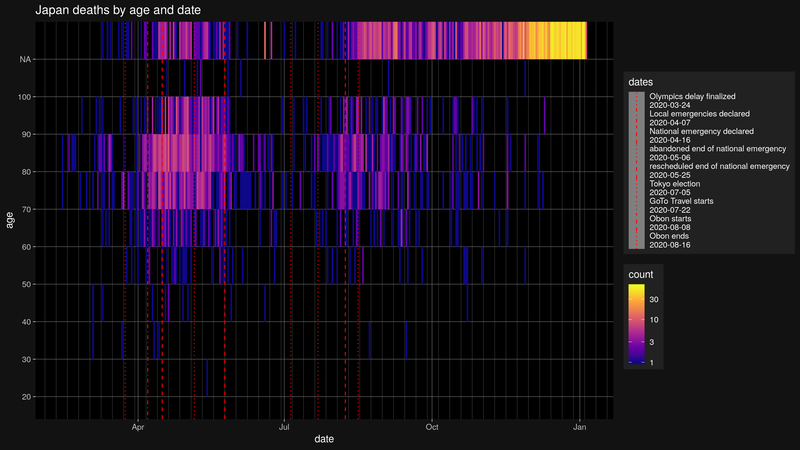 Japan deaths by age and date
NA
100
90
80
70
60
50
40
30
20
age
Apr
Jul
Oct
Jan
date
dates
Olympics delay finalized
2020-03-24
Local emergencies declared
2020-04-07
National emergency declared
2020-04-16
abandoned end of national emergency
2020-05-06
rescheduled end of national emergency
2020-05-25
Tokyo election
2020-07-05
GoTo Travel starts
2020-07-22
Obon starts
2020-08-08
Obon ends
2020-08-16
count
30
10
3
1